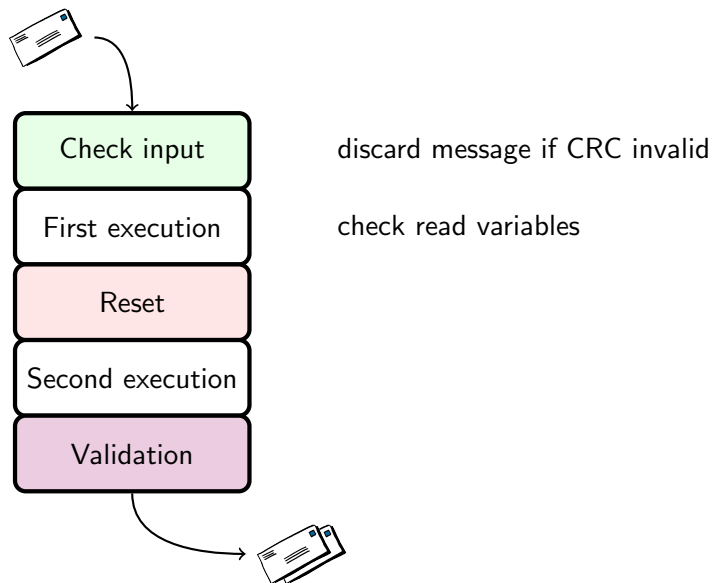 Check input
discard message if CRC invalid
First execution
check read variables
Reset
Second execution
Validation